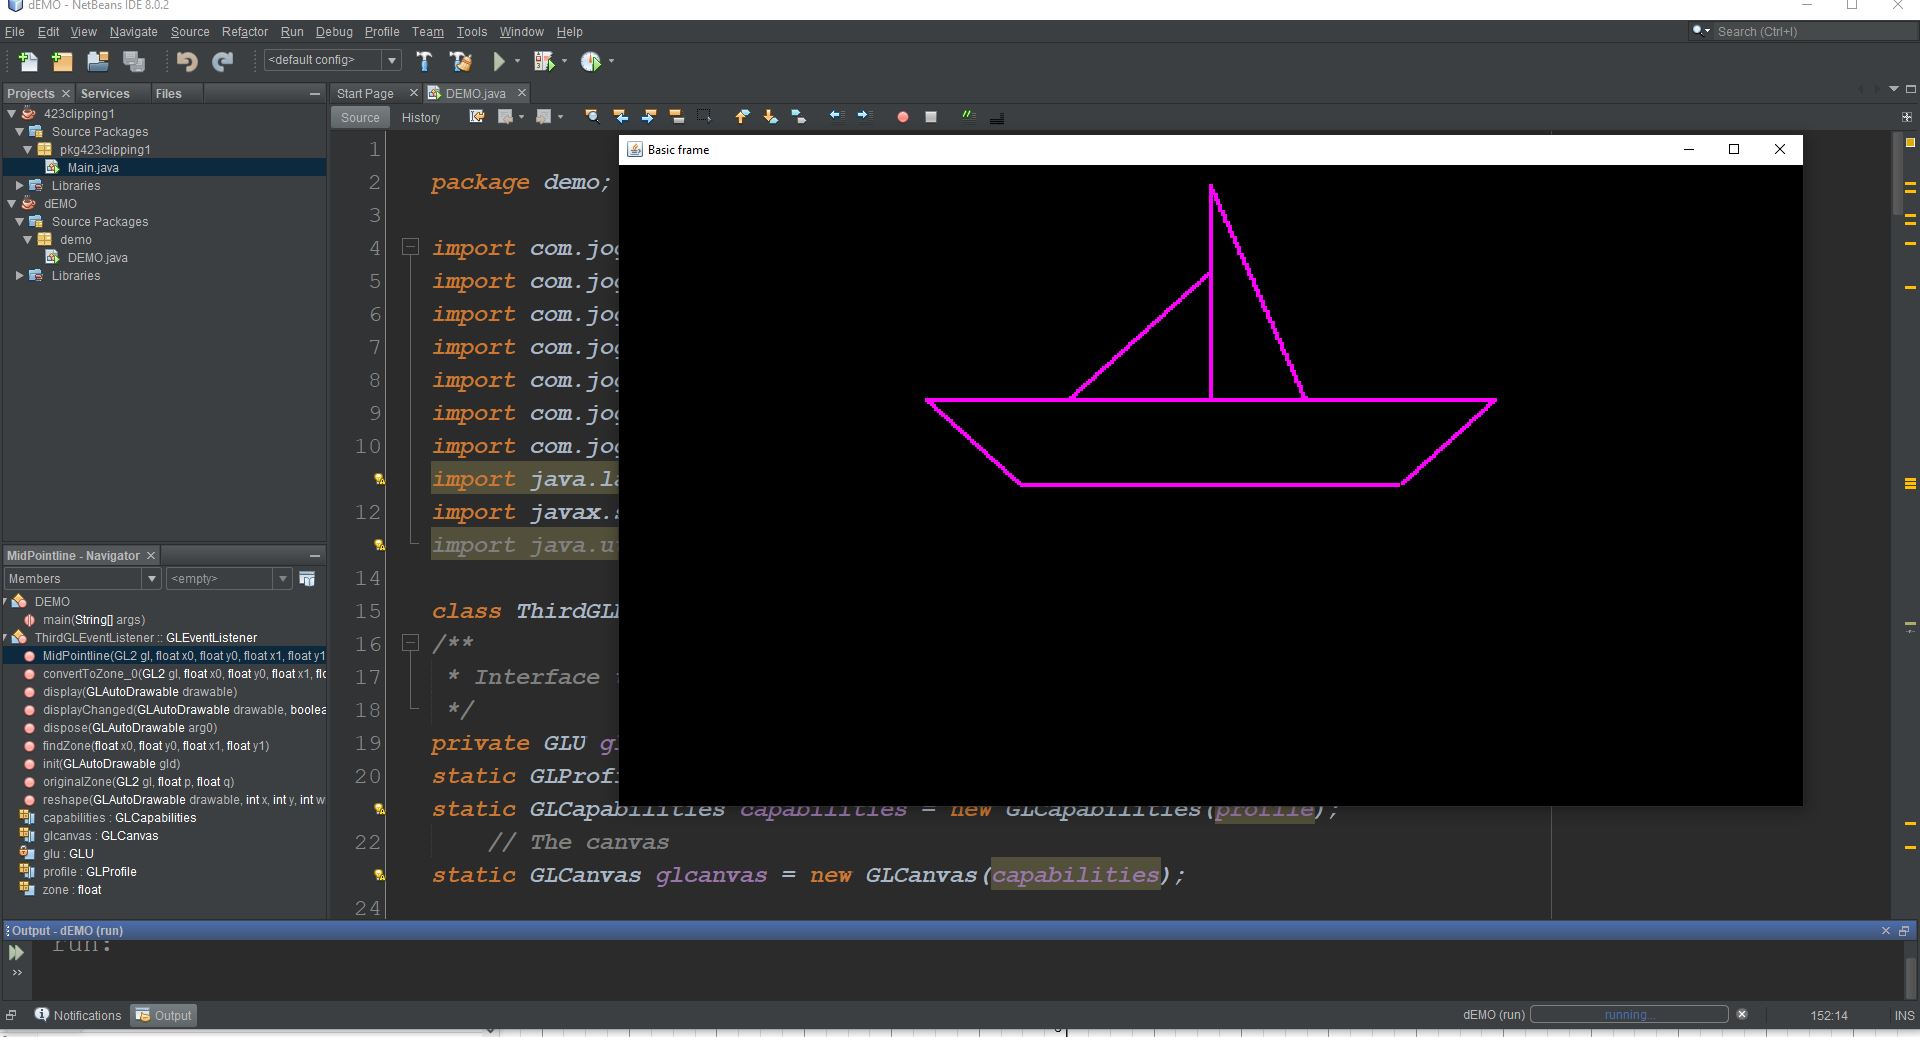 dEMO - NetBeans IDE 8.0.2
File Edit View Navigate Source Refactor Run Debug Profile Team Tools Window Help
Search (Ctrl+I)
<default config>
Projects Services Files
Start Page DEMO.java
Source History
423clipping1
Source Packages
pkg423clipping1
Main.java
Libraries
dEMO
Source Packages
demo
DEMO.java
Libraries
Basic frame
1
2 package demo;
3
4 import com.jo
5 import com.jo
6 import com.jo
7 import com.jo
8 import com.jo
9 import com.jo
10 import com.jo
import java.la
12 import javax.
import java.u
14
15 class ThirdGL
16 /**
17 * Interface
18 */
19 private GLU gl
20 static GLProf
static GLCapabilities capabilities = new GLCapabilities(profile);
22 // The canvas
static GLCanvas glcanvas = new GLCanvas(capabilities);
24
MidPointline - Navigator
Members <empty>
DEMO
main(String[] args)
ThirdGLEventListener :: GLEventListener
MidPointline(GL2 gl, float x0, float y0, float x1, float y1
convertToZone_0(GL2 gl, float x0, float y0, float x1, flo
display(GLAutoDrawable drawable)
displayChanged(GLAutoDrawable drawable, boolea
dispose(GLAutoDrawable arg0)
findZone(float x0, float y0, float x1, float y1)
init(GLAutoDrawable gld)
originalZone(GL2 gl, float p, float q)
reshape(GLAutoDrawable drawable, int x, int y, int w
capabilities : GLCapabilities
glcanvas : GLCanvas
glu : GLU
profile : GLProfile
zone : float
Output - dEMO (run)
run:
Notifications Output
dEMO (run) running... 152:14 INS